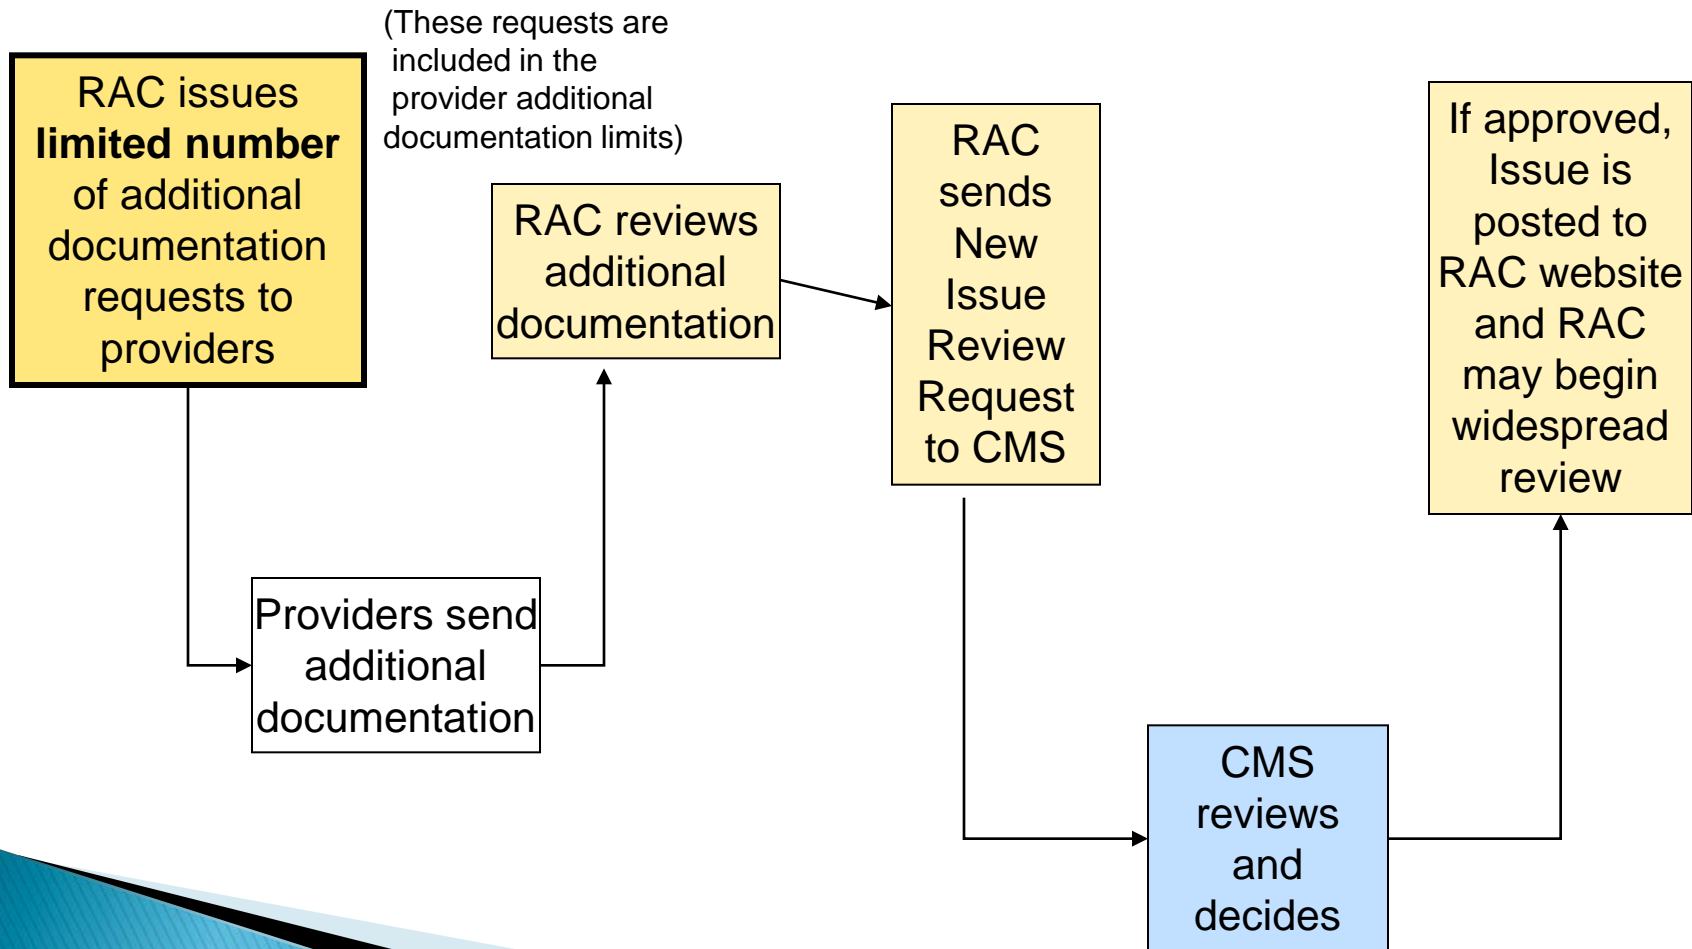 RAC issues
limited number
of additional
documentation
requests to
providers
(These requests are
included in the
provider additional
documentation limits)
Providers send
additional
documentation
RAC reviews
additional
documentation
RAC
sends
New
Issue
Review
Request
to CMS
CMS
reviews
and
decides
If approved,
Issue is
posted to
RAC website
and RAC
may begin
widespread
review